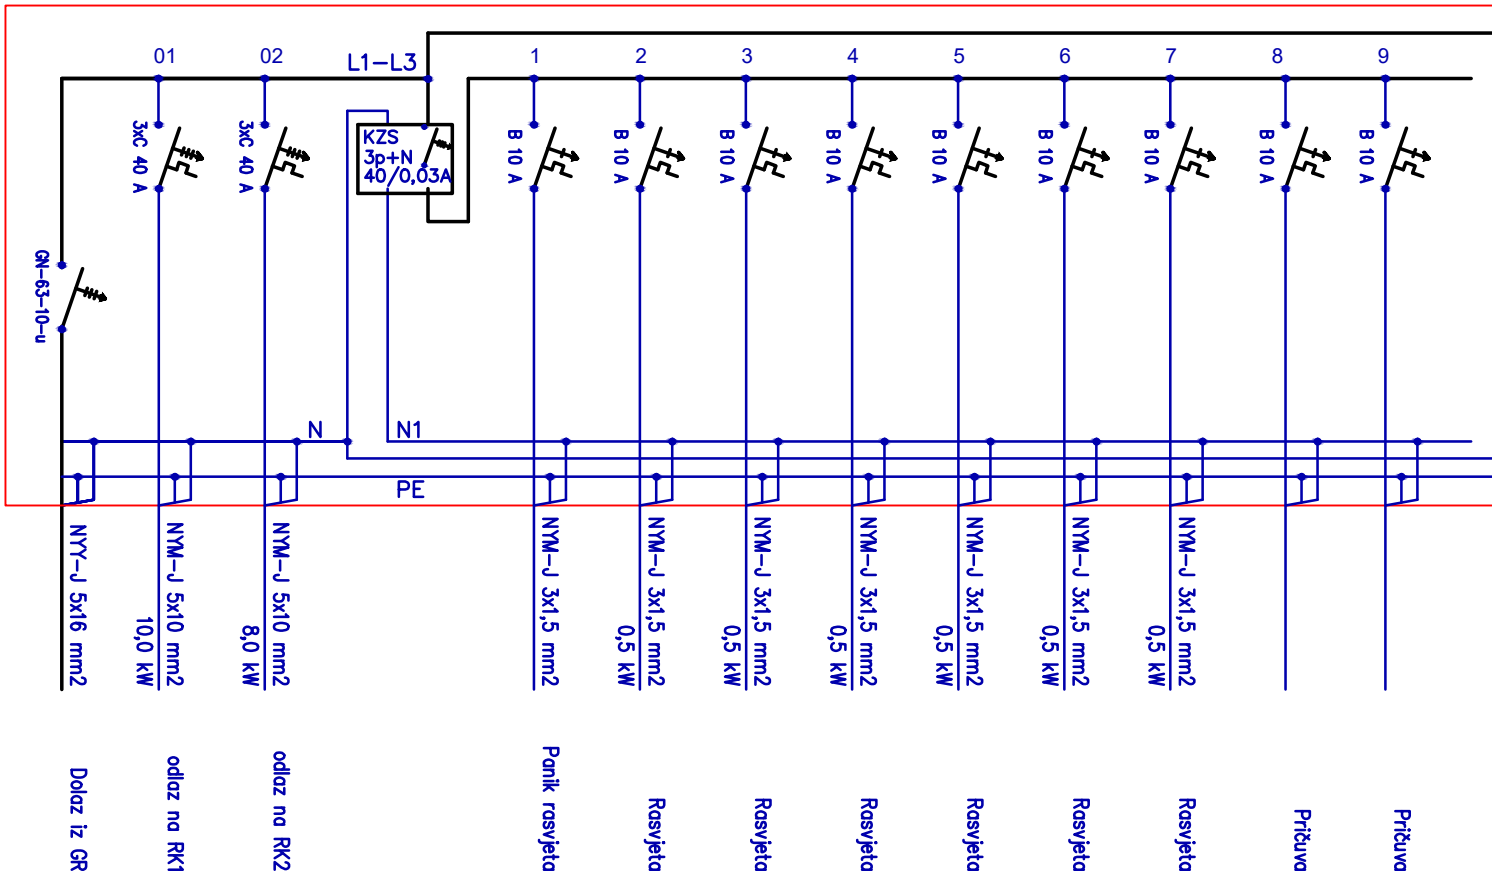 01
02
L1-L3
1
2
3
4
5
6
7
8
9
3xC 40 A
3xC 40 A
KZS
3p+N
40/0,03A
B 10 A
B 10 A
B 10 A
B 10 A
B 10 A
B 10 A
B 10 A
B 10 A
B 10 A
GN-63-10-u
N
N1
PE
NYY-J 5x16 mm2
NYM-J 5x10 mm2
10,0 kW
NYM-J 5x10 mm2
8,0 kW
NYM-J 3x1,5 mm2
NYM-J 3x1,5 mm2
0,5 kW
NYM-J 3x1,5 mm2
0,5 kW
NYM-J 3x1,5 mm2
0,5 kW
NYM-J 3x1,5 mm2
0,5 kW
NYM-J 3x1,5 mm2
0,5 kW
NYM-J 3x1,5 mm2
0,5 kW
Dolaz iz GR
odlaz na RK1
odlaz na RK2
Panik rasvjeta
Rasvjeta
Rasvjeta
Rasvjeta
Rasvjeta
Rasvjeta
Rasvjeta
Pričuva
Pričuva